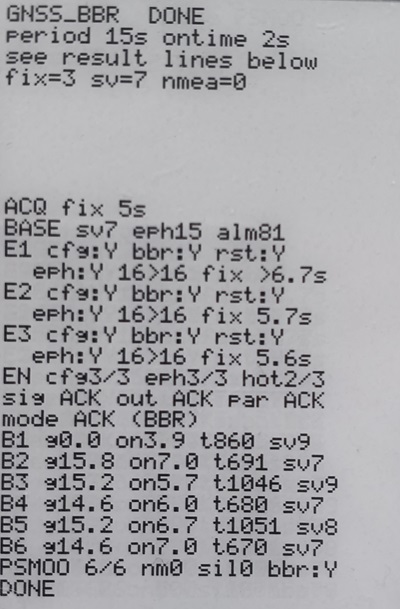 GNSS_BBR  DONE
period 15s ontime 2s
see result lines below
fix=3 sv=7 nmea=0
ACQ fix 5s
BASE sv7 eph15 alm81
E1 cfg:Y bbr:Y rst:Y
eph:Y 16>16 fix >6.7s
E2 cfg:Y bbr:Y rst:Y
eph:Y 16>16 fix 5.7s
E3 cfg:Y bbr:Y rst:Y
eph:Y 16>16 fix 5.6s
EN cfg3/3 eph3/3 hot2/3
sig ACK out ACK par ACK
mode ACK (BBR)
B1 g0.0 on3.9 t860 sv9
B2 g15.8 on7.0 t691 sv7
B3 g15.2 on5.7 t1046 sv9
B4 g14.6 on6.0 t680 sv7
B5 g15.2 on6.7 t1051 sv8
B6 g14.6 on7.0 t670 sv7
PSMOO 6/6 nm0 sil0 bbr:Y
DONE